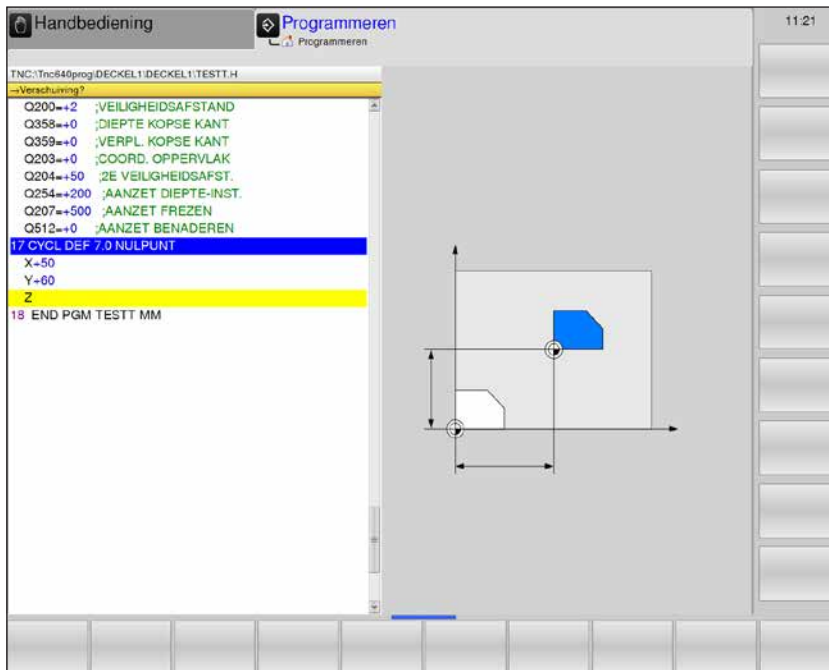 Handbediening
Programmeren
Programmeren
11:21
TNC:\Tnc640prog\DECKEL1\DECKEL1\TESTT.H
→Verschuiving?
Q200=+2 ;VEILIGHEIDSAFSTAND
Q358=+0 ;DIEPTE KOPSE KANT
Q359=+0 ;VERPL. KOPSE KANT
Q203=+0 ;COORD. OPPERVLAK
Q204=+50 ;2E VEILIGHEIDSAFST.
Q254=+200 ;AANZET DIEPTE-INST.
Q207=+500 ;AANZET FREZEN
Q512=+0 ;AANZET BENADEREN
17 CYCL DEF 7.0 NULPUNT
X+50
Y+60
Z
18 END PGM TESTT MM